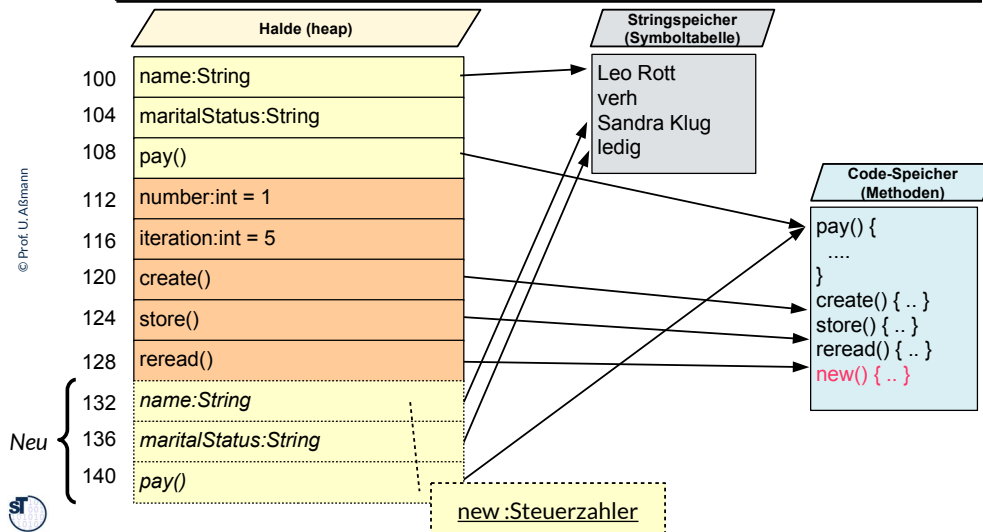 Halde (heap)
Stringspeicher
(Symboltabelle)
100 name:String
104 maritalStatus:String
108 pay()
112 number:int = 1
116 iteration:int = 5
120 create()
124 store()
128 reread()
132 name:String
136 maritalStatus:String
140 pay()
Neu
Leo Rott
verh
Sandra Klug
ledig
Code-Speicher
(Methoden)
pay() {
....
}
create() { .. }
store() { .. }
reread() { .. }
new() { .. }
new :Steuerzahler
© Prof. U. Aßmann
ST